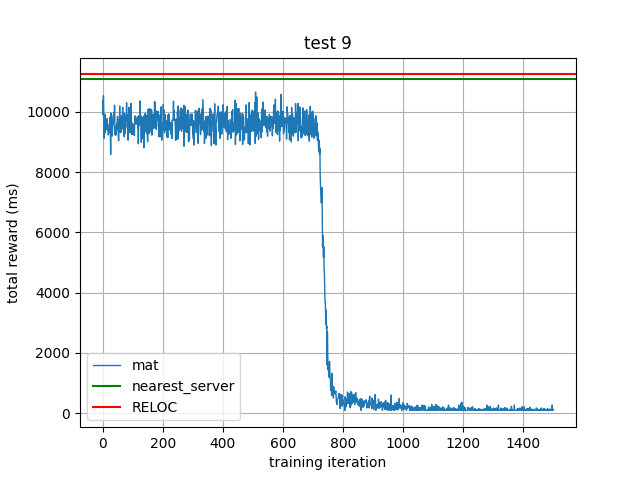 test 9
total reward (ms)
10000
8000
6000
4000
2000
0
mat
nearest_server
RELOC
0 200 400 600 800 1000 1200 1400
training iteration